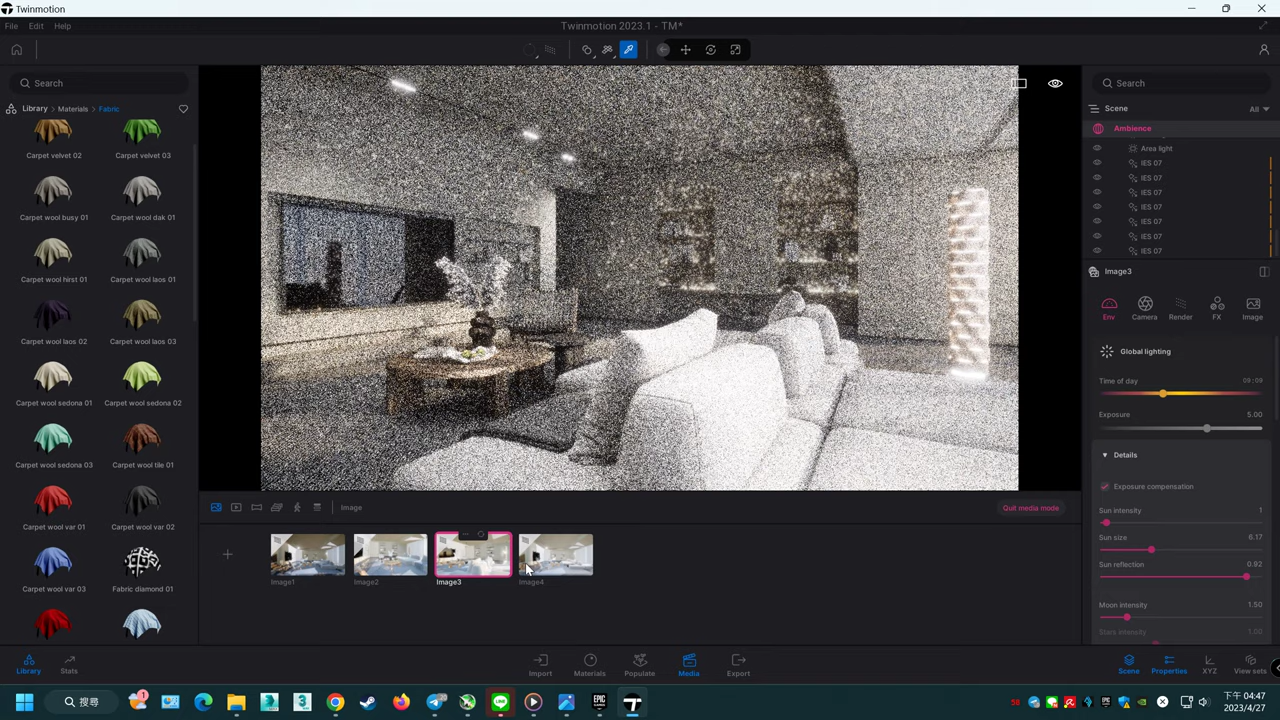 Twinmotion
File Edit Help
Twinmotion 2023.1 - TM*
Search
Library > Materials > Fabric
Carpet velvet 02
Carpet velvet 03
Carpet wool busy 01
Carpet wool dak 01
Carpet wool hirst 01
Carpet wool laos 01
Carpet wool laos 02
Carpet wool laos 03
Carpet wool sedona 01
Carpet wool sedona 02
Carpet wool sedona 03
Carpet wool tile 01
Carpet wool var 01
Carpet wool var 02
Carpet wool var 03
Fabric diamond 01
Image
Quit media mode
Image1
Image2
Image3
Image4
Search
Scene
All
Ambience
Area light
IES 07
IES 07
IES 07
IES 07
IES 07
IES 07
IES 07
Image3
Env
Camera
Render
FX
Image
Global lighting
Time of day 09:09
Exposure 5.00
Details
Exposure compensation
Sun intensity 1
Sun size 6.17
Sun reflection 0.92
Moon intensity 1.50
Stars intensity 1.00
Library
Stats
Import
Materials
Populate
Media
Export
Scene
Properties
XYZ
View sets
搜尋
下午 04:47
2023/4/27